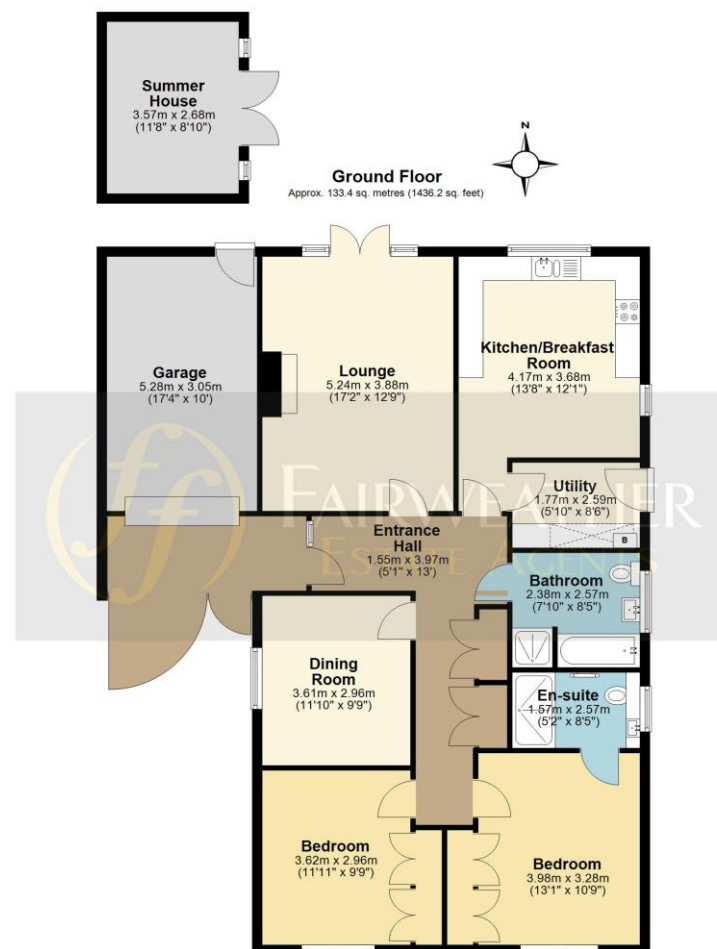 Summer
House
3.57m x 2.68m
(11'8" x 8'10")
N
Ground Floor
Approx. 133.4 sq. metres (1436.2 sq. feet)
Garage
5.28m x 3.05m
(17'4" x 10')
Lounge
5.24m x 3.88m
(17'2" x 12'9")
Kitchen/Breakfast
Room
4.17m x 3.68m
(13'8" x 12'1")
Utility
1.77m x 2.59m
(5'10" x 8'6")
B
ff FAIRWEATHER
ESTATE AGENTS
Entrance
Hall
1.55m x 3.97m
(5'1" x 13')
Bathroom
2.38m x 2.57m
(7'10" x 8'5")
Dining
Room
3.61m x 2.96m
(11'10" x 9'9")
En-suite
1.57m x 2.57m
(5'2" x 8'5")
Bedroom
3.62m x 2.96m
(11'11" x 9'9")
Bedroom
3.98m x 3.28m
(13'1" x 10'9")